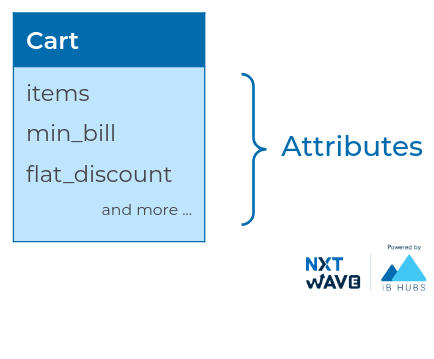 Cart
items
min_bill
flat_discount
and more ...
Attributes
Powered by
NXT
WAVE
iB HUBS